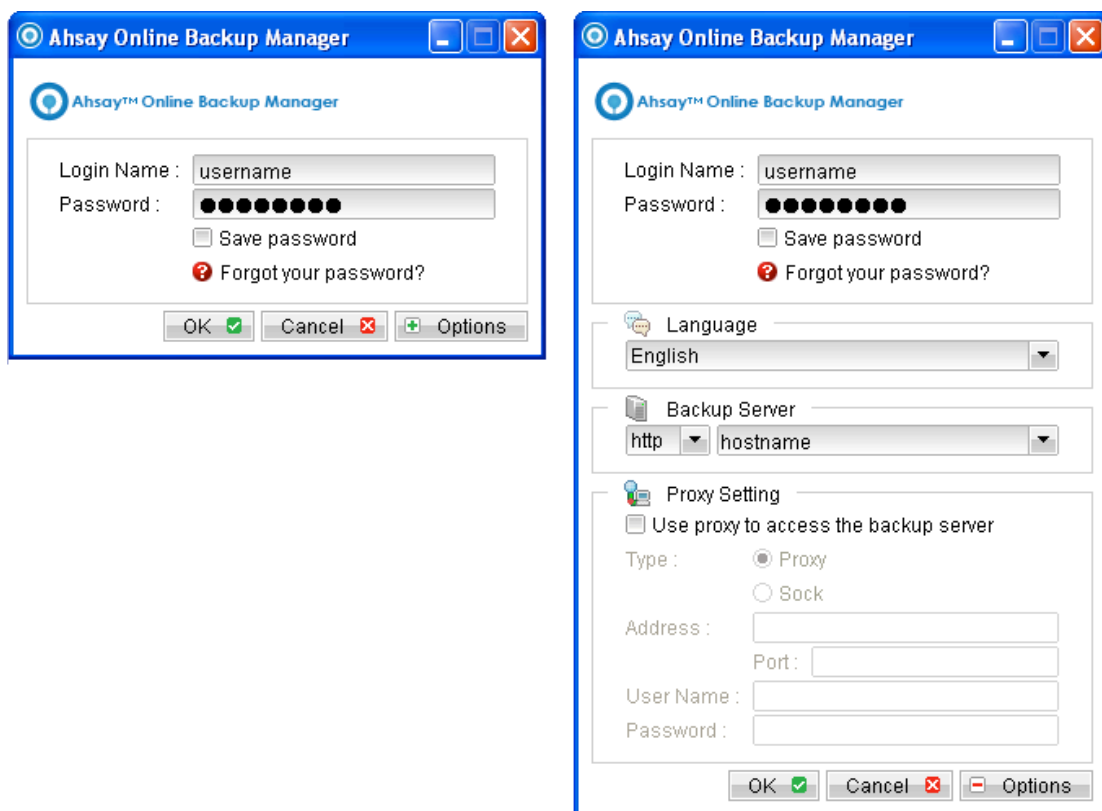 Ahsay Online Backup Manager
Ahsay™ Online Backup Manager
Login Name : username
Password : ●●●●●●●●
Save password
Forgot your password?
OK Cancel Options
Ahsay Online Backup Manager
Ahsay™ Online Backup Manager
Login Name : username
Password : ●●●●●●●●
Save password
Forgot your password?
Language
English
Backup Server
http hostname
Proxy Setting
Use proxy to access the backup server
Type : Proxy
Sock
Address :
Port :
User Name :
Password :
OK Cancel Options